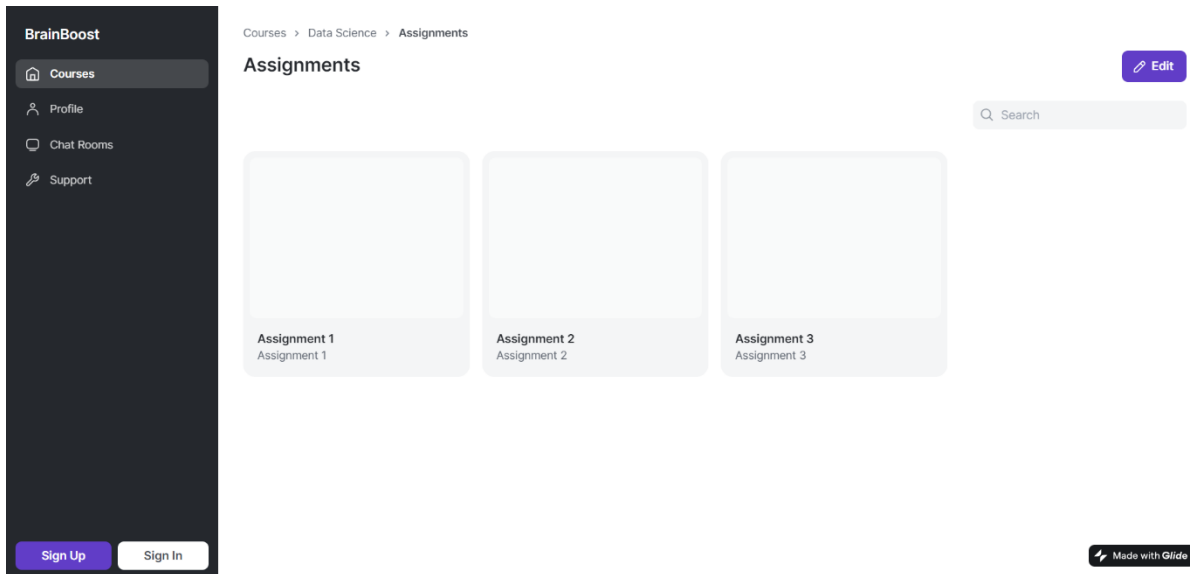 BrainBoost
Courses
Profile
Chat Rooms
Support
Sign Up
Sign In
Courses > Data Science > Assignments
Assignments
Edit
Search
Assignment 1
Assignment 1
Assignment 2
Assignment 2
Assignment 3
Assignment 3
Made with Glide